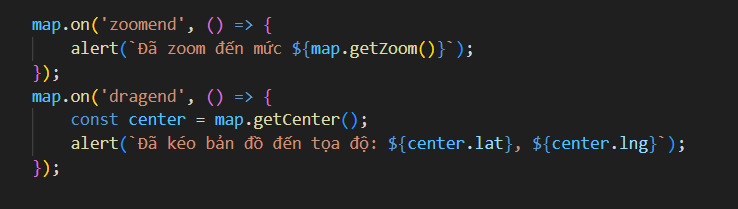 map.on('zoomend', () => {
    alert(`Đã zoom đến mức ${map.getZoom()}`);
});
map.on('dragend', () => {
    const center = map.getCenter();
    alert(`Đã kéo bản đồ đến tọa độ: ${center.lat}, ${center.lng}`);
});